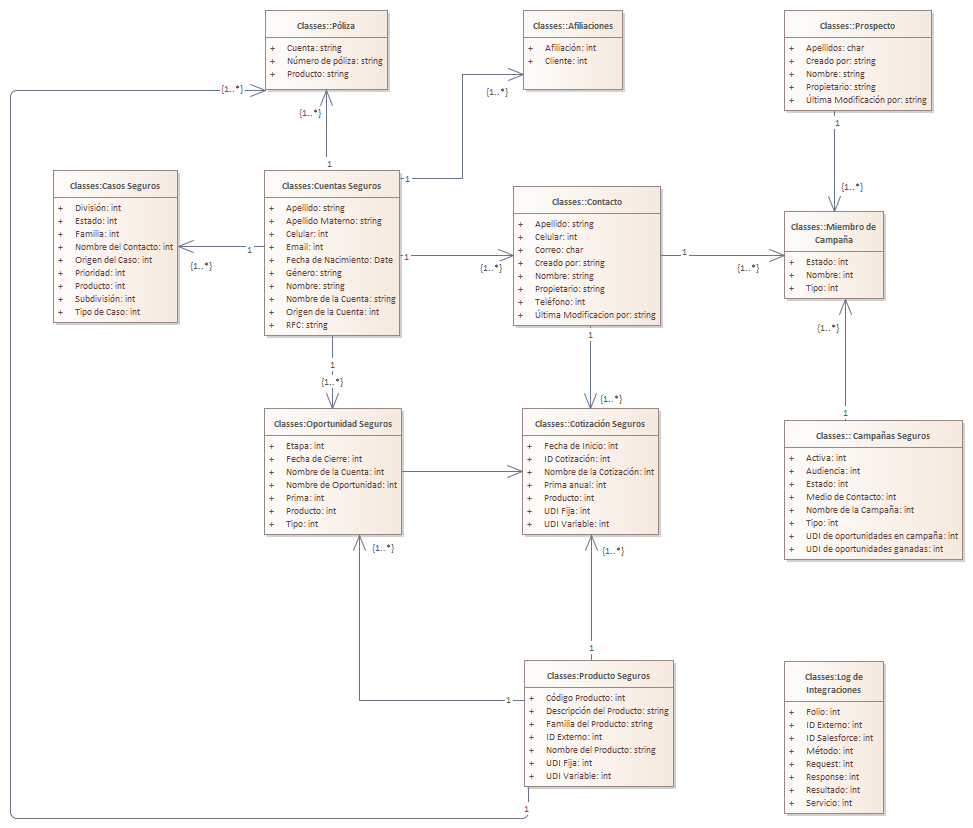 Classes::Póliza
+ Cuenta: string
+ Número de póliza: string
+ Producto: string
Classes::Afiliaciones
+ Afiliación: int
+ Cliente: int
Classes::Prospecto
+ Apellidos: char
+ Creado por: string
+ Nombre: string
+ Propietario: string
+ Última Modificación por: string
{1..*}
{1..*}
{1..*}
1
1
1
{1..*}
Classes:Casos Seguros
+ División: int
+ Estado: int
+ Familia: int
+ Nombre del Contacto: int
+ Origen del Caso: int
+ Prioridad: int
+ Producto: int
+ Subdivisión: int
+ Tipo de Caso: int
Classes:Cuentas Seguros
+ Apellido: string
+ Apellido Materno: string
+ Celular: int
+ Email: int
+ Fecha de Nacimiento: Date
+ Género: string
+ Nombre: string
+ Nombre de la Cuenta: string
+ Origen de la Cuenta: int
+ RFC: string
Classes::Contacto
+ Apellido: string
+ Celular: int
+ Correo: char
+ Creado por: string
+ Nombre: string
+ Propietario: string
+ Teléfono: int
+ Última Modificacion por: string
Classes::Miembro de
Campaña
+ Estado: int
+ Nombre: int
+ Tipo: int
1
{1..*}
1
{1..*}
1
{1..*}
{1..*}
1
{1..*}
1
{1..*}
1
Classes:Oportunidad Seguros
+ Etapa: int
+ Fecha de Cierre: int
+ Nombre de la Cuenta: int
+ Nombre de Oportunidad: int
+ Prima: int
+ Producto: int
+ Tipo: int
Classes::Cotización Seguros
+ Fecha de Inicio: int
+ ID Cotización: int
+ Nombre de la Cotización: int
+ Prima anual: int
+ Producto: int
+ UDI Fija: int
+ UDI Variable: int
Classes:: Campañas Seguros
+ Activa: int
+ Audiencia: int
+ Estado: int
+ Medio de Contacto: int
+ Nombre de la Campaña: int
+ Tipo: int
+ UDI de oportunidades en campaña: int
+ UDI de oportunidades ganadas: int
{1..*}
{1..*}
1
1
Classes:Producto Seguros
+ Código Producto: int
+ Descripción del Producto: string
+ Familia del Producto: string
+ ID Externo: int
+ Nombre del Producto: string
+ UDI Fija: int
+ UDI Variable: int
1
Classes:Log de
Integraciones
+ Folio: int
+ ID Externo: int
+ ID Salesforce: int
+ Método: int
+ Request: int
+ Response: int
+ Resultado: int
+ Servicio: int